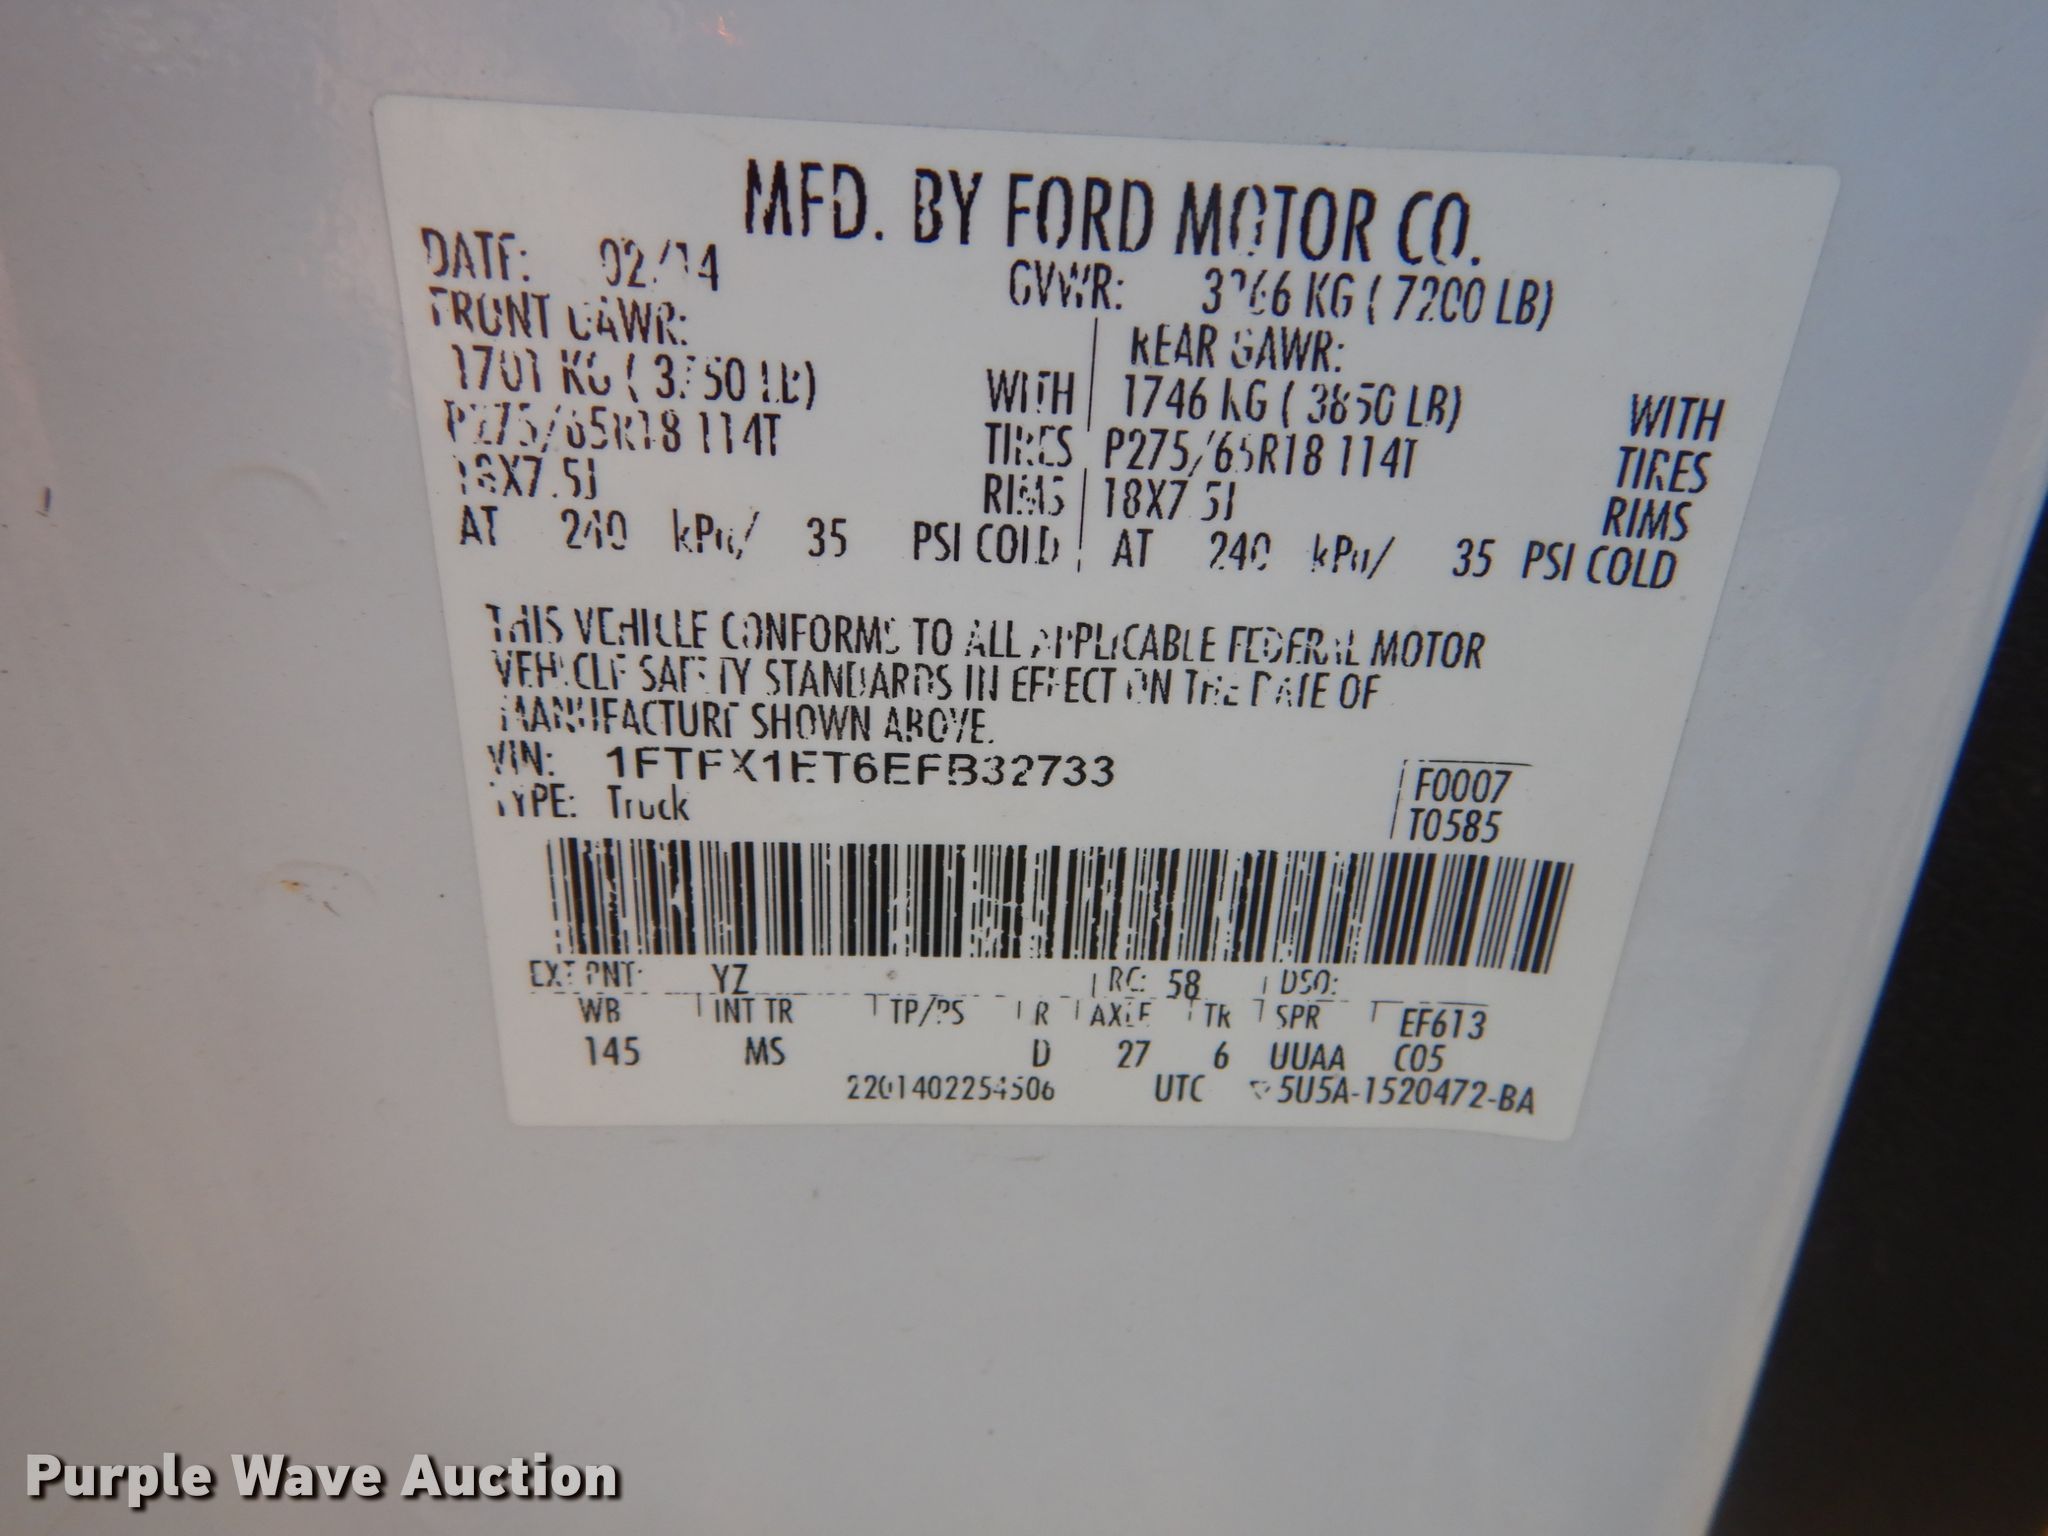 MFD. BY FORD MOTOR CO.
DATE: 02/14 GVWR: 3266 KG ( 7200 LB)
FRONT GAWR: REAR GAWR:
1701 KG ( 3750 LB) WITH 1746 KG ( 3850 LB) WITH
P275/65R18 114T TIRES P275/65R18 114T TIRES
18X7.5J RIMS 18X7.5J RIMS
AT 240 kPa/ 35 PSI COLD AT 240 kPa/ 35 PSI COLD
THIS VEHICLE CONFORMS TO ALL APPLICABLE FEDERAL MOTOR
VEHICLE SAFETY STANDARDS IN EFFECT ON THE DATE OF
MANUFACTURE SHOWN ABOVE.
VIN: 1FTFX1ET6EFB32733 F0007
TYPE: Truck T0585
EXT PNT: YZ RC: 58 DSO:
WB INT TR TP/PS R AXLE TR SPR EF613
145 MS D 27 6 UUAA C05
2201402254506 UTC 5U5A-1520472-BA
Purple Wave Auction